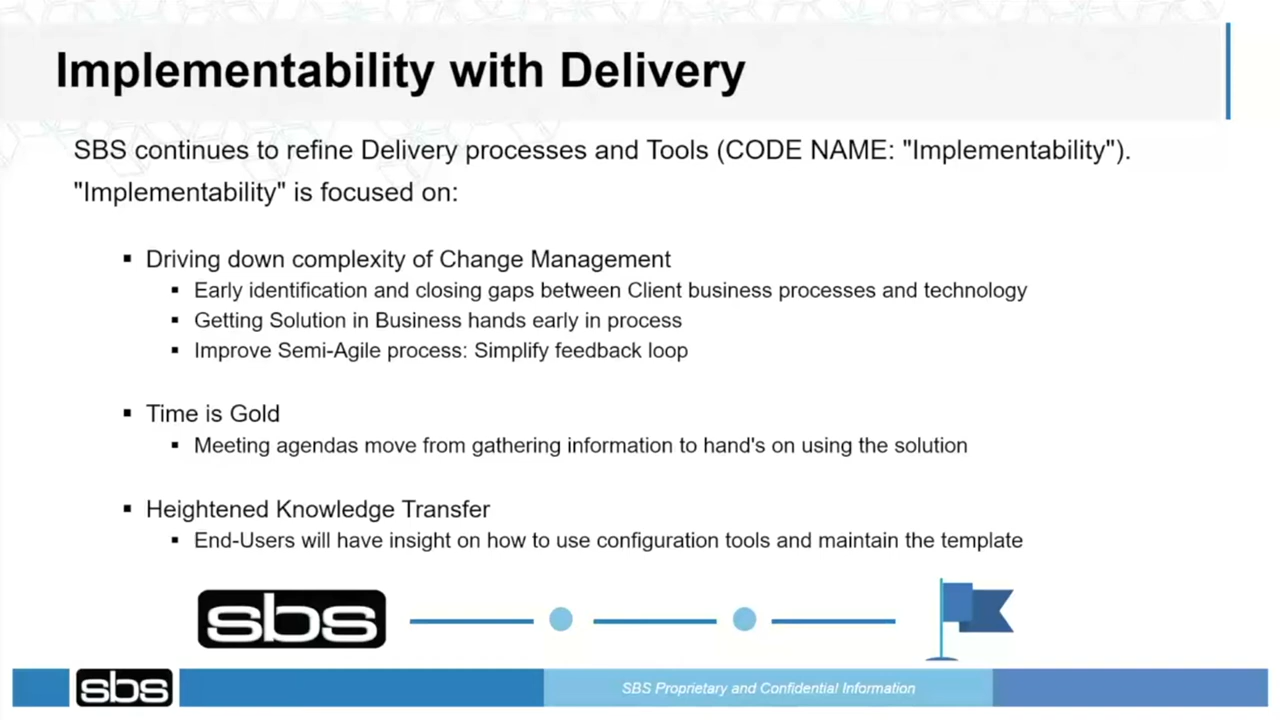 Implementability with Delivery
SBS continues to refine Delivery processes and Tools (CODE NAME: "Implementability").
"Implementability" is focused on:
Driving down complexity of Change Management
Early identification and closing gaps between Client business processes and technology
Getting Solution in Business hands early in process
Improve Semi-Agile process: Simplify feedback loop
Time is Gold
Meeting agendas move from gathering information to hand's on using the solution
Heightened Knowledge Transfer
End-Users will have insight on how to use configuration tools and maintain the template
sbs
sbs
SBS Proprietary and Confidential Information